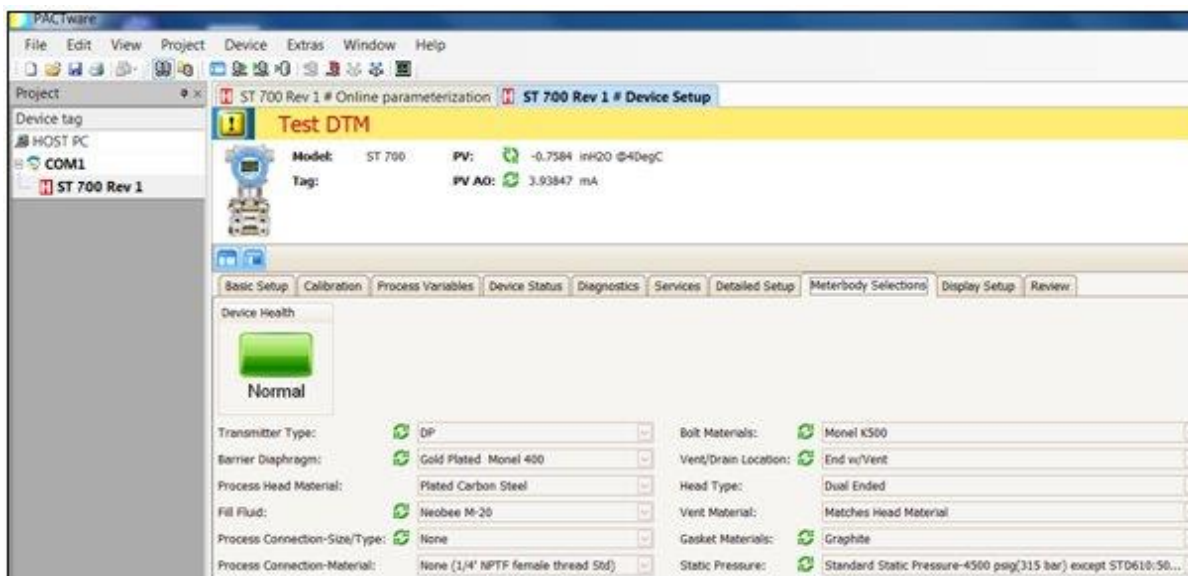 PACTware
File Edit View Project Device Extras Window Help
Project
ST 700 Rev 1 # Online parameterization
ST 700 Rev 1 # Device Setup
Device tag
HOST PC
COM1
ST 700 Rev 1
Test DTM
Model: ST 700 PV: -0.7584 inH2O @4DegC
Tag: PV AO: 3.93847 mA
Basic Setup Calibration Process Variables Device Status Diagnostics Services Detailed Setup Meterbody Selections Display Setup Review
Device Health
Normal
Transmitter Type: DP Bolt Materials: Monel K500
Barrier Diaphragm: Gold Plated Monel 400 Vent/Drain Location: End w/Vent
Process Head Material: Plated Carbon Steel Head Type: Dual Ended
Fill Fluid: Neobee M-20 Vent Material: Matches Head Material
Process Connection-Size/Type: None Gasket Materials: Graphite
Process Connection-Material: None (1/4' NPTF female thread Std) Static Pressure: Standard Static Pressure-4500 psig(315 bar) except STD610:50...